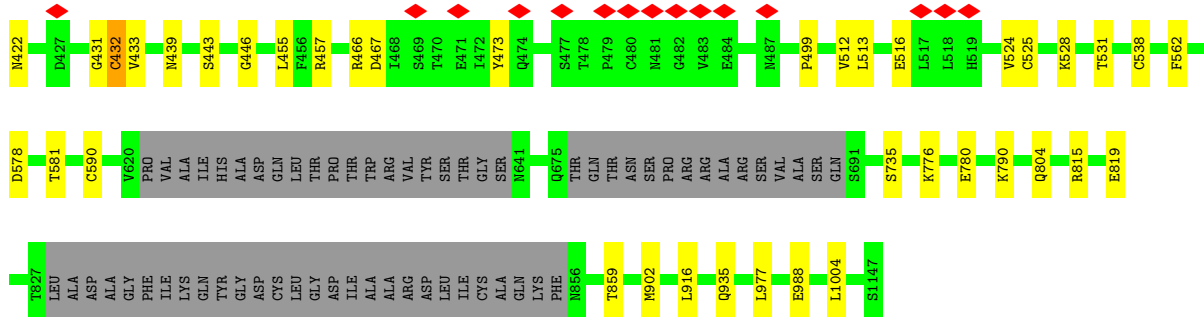 N422 D427 G431 C432 V433 N439 S443 G446 L455 F456 R457 R466 D467 I468 S469 T470 E471 I472 Y473 Q474 S477 T478 P479 C480 N481 G482 V483 E484 N487 P499 V512 L513 E516 L517 L518 H519 V524 C525 K528 T531 C538 F562
D578 T581 C590 V620 PRO VAL ALA ILE HIS ALA ASP GLN LEU THR PRO THR TRP ARG VAL TYR SER THR GLY SER N641 Q675 THR GLN THR ASN SER PRO ARG ARG ALA ARG SER VAL ALA SER GLN S691 S735 K776 E780 K790 Q804 R815 E819
T827 LEU ALA ASP ALA GLY PHE ILE LYS GLN TYR GLY ASP CYS LEU GLY ASP ILE ALA ALA ARG ASP LEU ILE CYS ALA GLN LYS PHE N856 T859 M902 L916 Q935 L977 E988 L1004 S1147